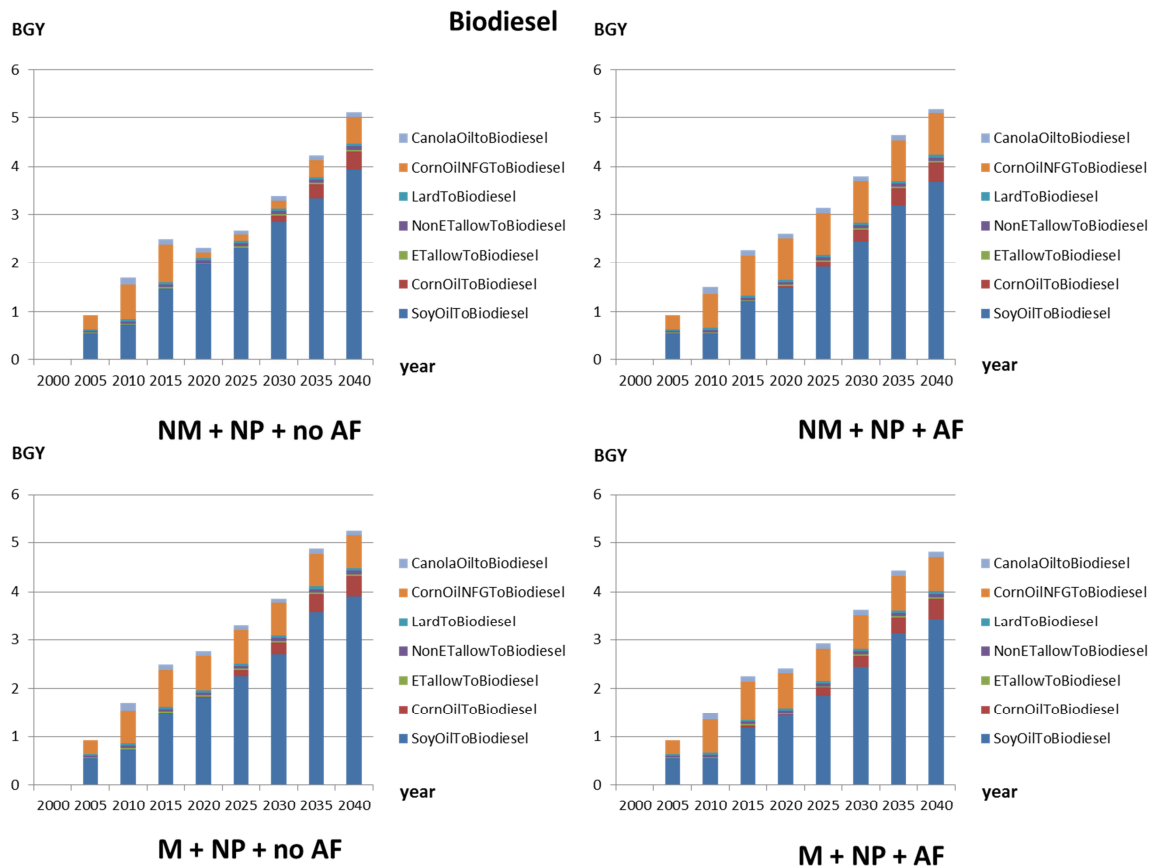 Biodiesel
BGY
6
5
4
3
2
1
0
2000 2005 2010 2015 2020 2025 2030 2035 2040
year
CanolaOiltoBiodiesel
CornOilNFGToBiodiesel
LardToBiodiesel
NonETallowToBiodiesel
ETallowToBiodiesel
CornOilToBiodiesel
SoyOilToBiodiesel
NM + NP + no AF
BGY
6
5
4
3
2
1
0
2000 2005 2010 2015 2020 2025 2030 2035 2040
year
CanolaOiltoBiodiesel
CornOilNFGToBiodiesel
LardToBiodiesel
NonETallowToBiodiesel
ETallowToBiodiesel
CornOilToBiodiesel
SoyOilToBiodiesel
NM + NP + AF
BGY
6
5
4
3
2
1
0
2000 2005 2010 2015 2020 2025 2030 2035 2040
year
CanolaOiltoBiodiesel
CornOilNFGToBiodiesel
LardToBiodiesel
NonETallowToBiodiesel
ETallowToBiodiesel
CornOilToBiodiesel
SoyOilToBiodiesel
M + NP + no AF
BGY
6
5
4
3
2
1
0
2000 2005 2010 2015 2020 2025 2030 2035 2040
year
CanolaOiltoBiodiesel
CornOilNFGToBiodiesel
LardToBiodiesel
NonETallowToBiodiesel
ETallowToBiodiesel
CornOilToBiodiesel
SoyOilToBiodiesel
M + NP + AF